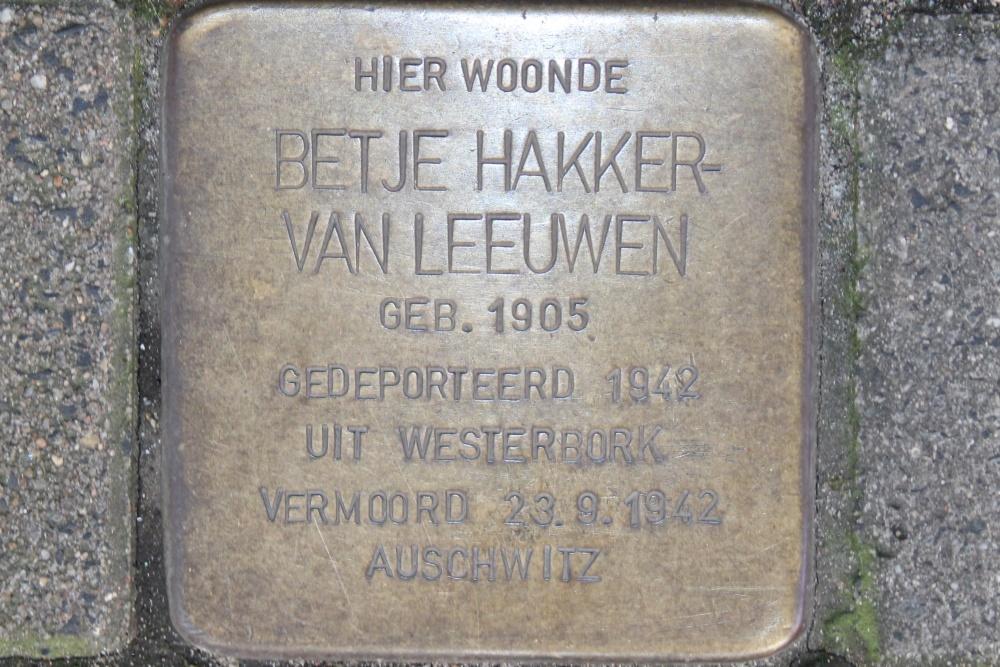 HIER WOONDE
BETJE HAKKER-
VAN LEEUWEN
GEB. 1905
GEDEPORTEERD 1942
UIT WESTERBORK
VERMOORD 23.9.1942
AUSCHWITZ